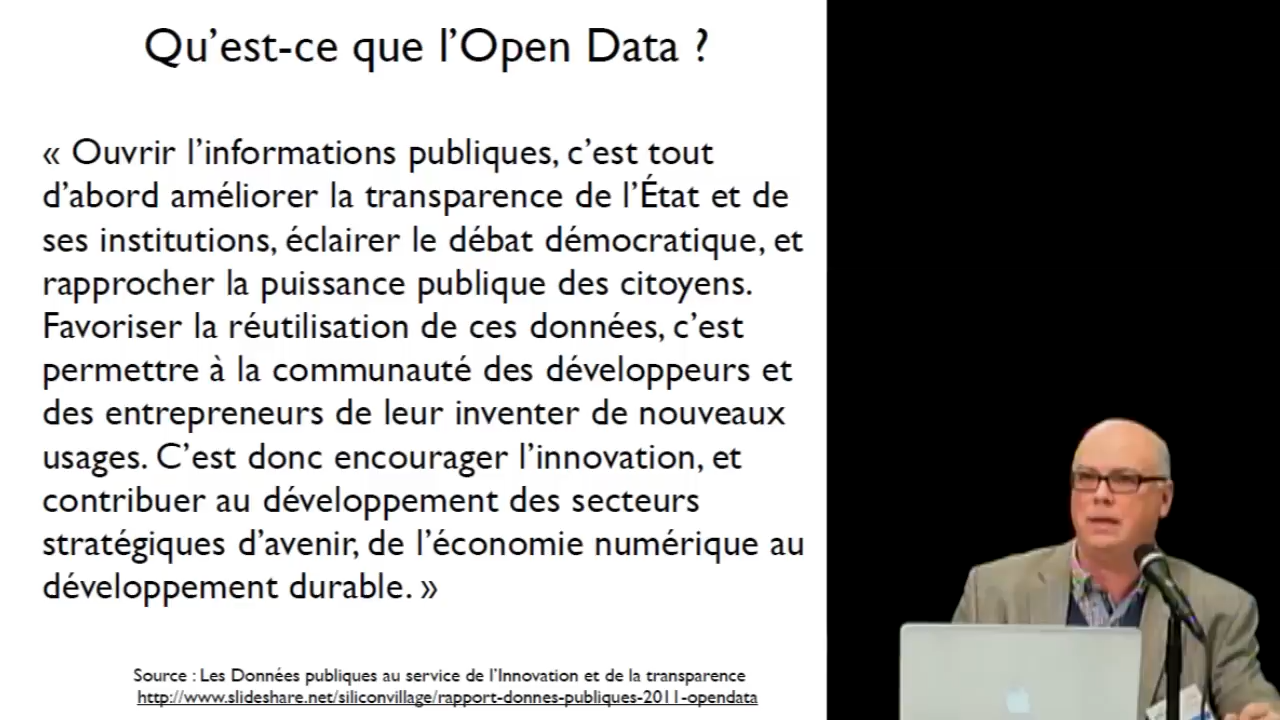 Qu'est-ce que l'Open Data ?
« Ouvrir l'informations publiques, c'est tout
d'abord améliorer la transparence de l'État et de
ses institutions, éclairer le débat démocratique, et
rapprocher la puissance publique des citoyens.
Favoriser la réutilisation de ces données, c'est
permettre à la communauté des développeurs et
des entrepreneurs de leur inventer de nouveaux
usages. C'est donc encourager l'innovation, et
contribuer au développement des secteurs
stratégiques d'avenir, de l'économie numérique au
développement durable. »
Source : Les Données publiques au service de l'Innovation et de la transparence
http://www.slideshare.net/siliconvillage/rapport-donnes-publiques-2011-opendata